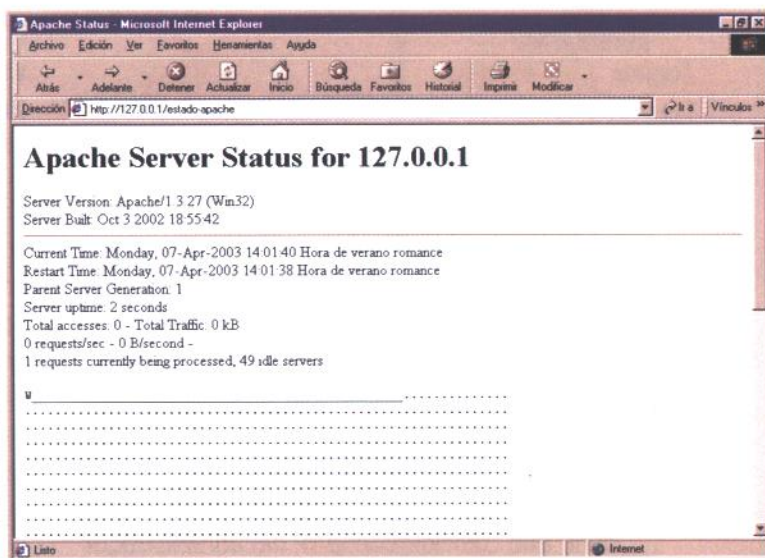 Apache Status - Microsoft Internet Explorer
Archivo Edición Ver Favoritos Herramientas Ayuda
Atrás Adelante Detener Actualizar Inicio Búsqueda Favoritos Historial Imprimir Modificar
Dirección http://127.0.0.1/estado-apache Ir a Vínculos »
Apache Server Status for 127.0.0.1
Server Version: Apache/1.3.27 (Win32)
Server Built: Oct 3 2002 18:55:42
Current Time: Monday, 07-Apr-2003 14:01:40 Hora de verano romance
Restart Time: Monday, 07-Apr-2003 14:01:38 Hora de verano romance
Parent Server Generation: 1
Server uptime: 2 seconds
Total accesses: 0 - Total Traffic: 0 kB
0 requests/sec - 0 B/second -
1 requests currently being processed, 49 idle servers
W_________________________________________________..............
................................................................
................................................................
................................................................
................................................................
................................................................
................................................................
................................................................
................................................................
Listo Internet